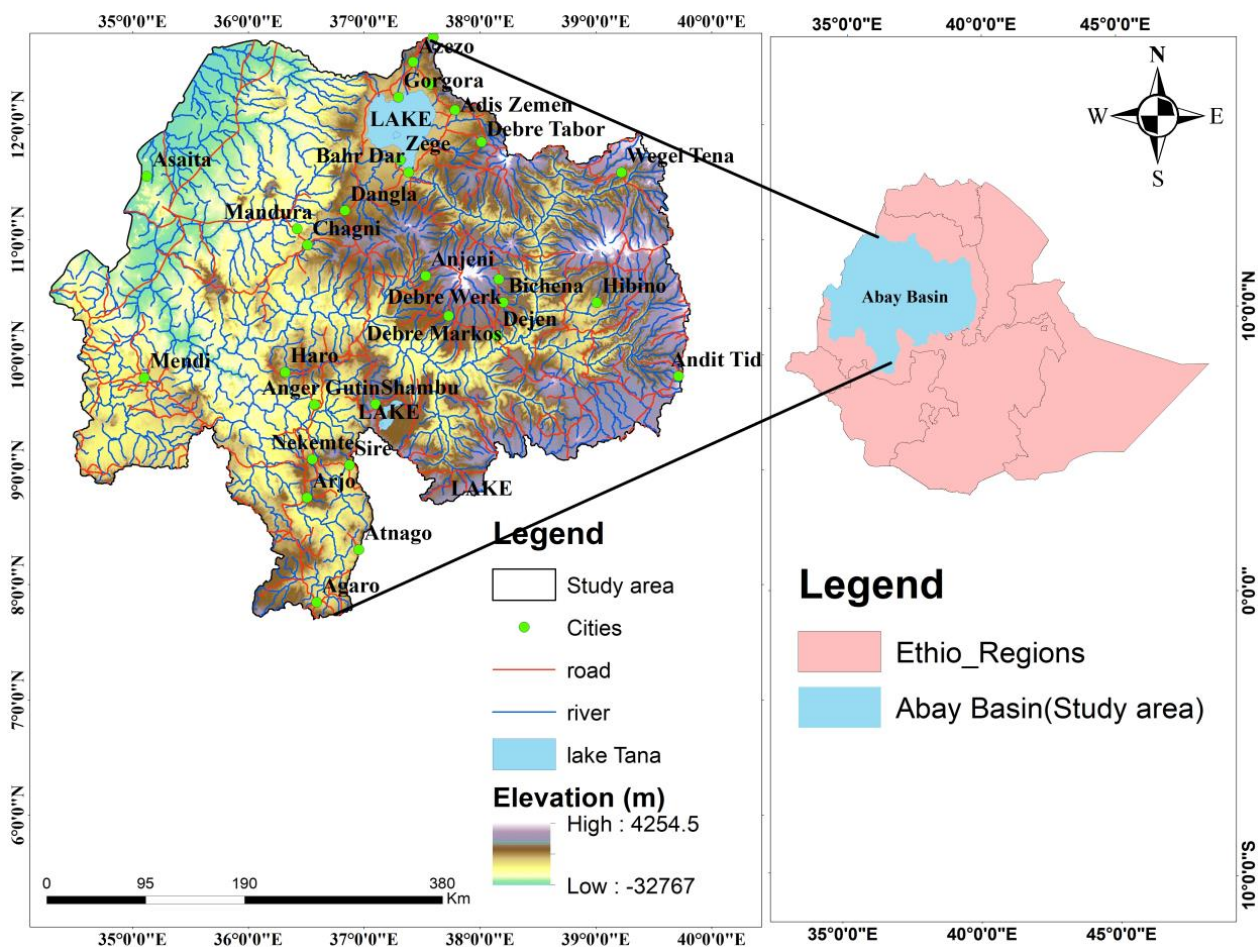 35°0'0"E 36°0'0"E 37°0'0"E 38°0'0"E 39°0'0"E 40°0'0"E
12°0'0"N
11°0'0"N
10°0'0"N
9°0'0"N
8°0'0"N
7°0'0"N
6°0'0"N
Azezo
Gorgora
Adis Zemen
LAKE
Debre Tabor
Zege
Bahr Dar
Wegel Tena
Asaita
Dangla
Mandura
Chagni
Anjeni
Bichena
Hibino
Debre Werk
Dejen
Debre Markos
Haro
Mendi
Andit Tid
Anger Gutin
Shambu
LAKE
Nekemte
Sire
Arjo
LAKE
Atnago
Agaro
Legend
Study area
Cities
road
river
lake Tana
Elevation (m)
High : 4254.5
Low : -32767
0 95 190 380
Km
35°0'0"E 36°0'0"E 37°0'0"E 38°0'0"E 39°0'0"E 40°0'0"E
35°0'0"E 40°0'0"E 45°0'0"E
N
W E
S
Abay Basin
10°0'0"N
0°0'0"
10°0'0"S
Legend
Ethio_Regions
Abay Basin(Study area)
35°0'0"E 40°0'0"E 45°0'0"E